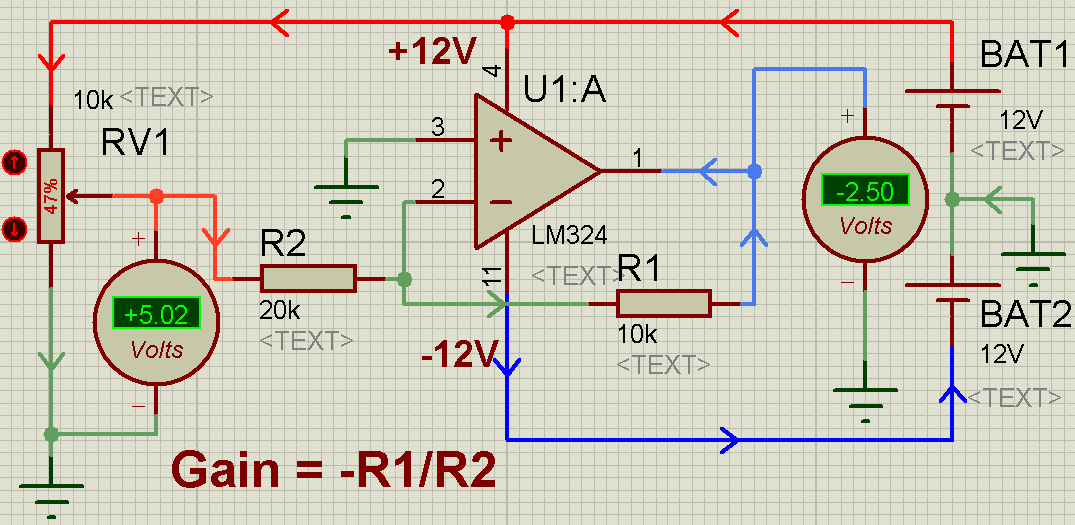 +12V
4
U1:A
BAT1
10k <TEXT>
RV1
+
12V
<TEXT>
3
+
1
47%
2
-2.50
Volts
+
R2
LM324
−
<TEXT>
R1
11
+5.02
Volts
20k
<TEXT>
10k
<TEXT>
BAT2
12V
<TEXT>
-12V
−
Gain = -R1/R2